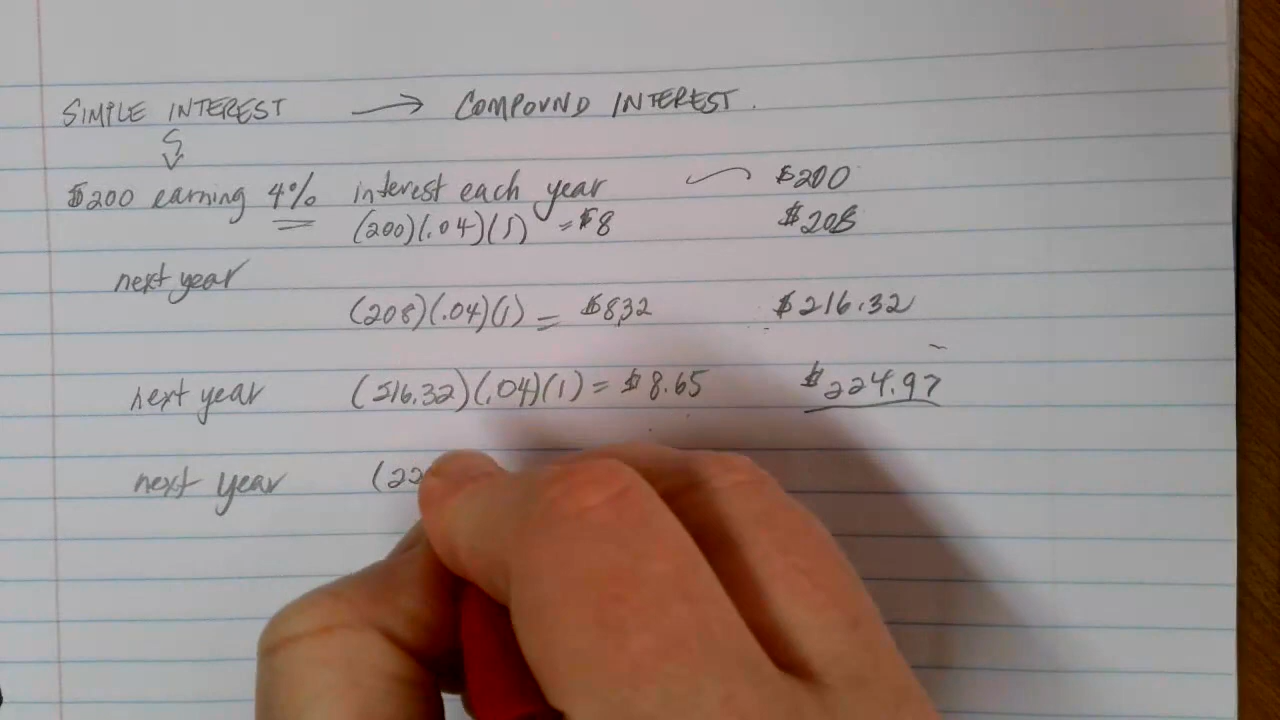 SIMPLE INTEREST → COMPOUND INTEREST.
$200 earning 4% interest each year $200
(200)(.04)(1) = $8 $208
next year
(208)(.04)(1) = $8.32 $216.32
next year (216.32)(.04)(1) = $8.65 $224.97
next year (22